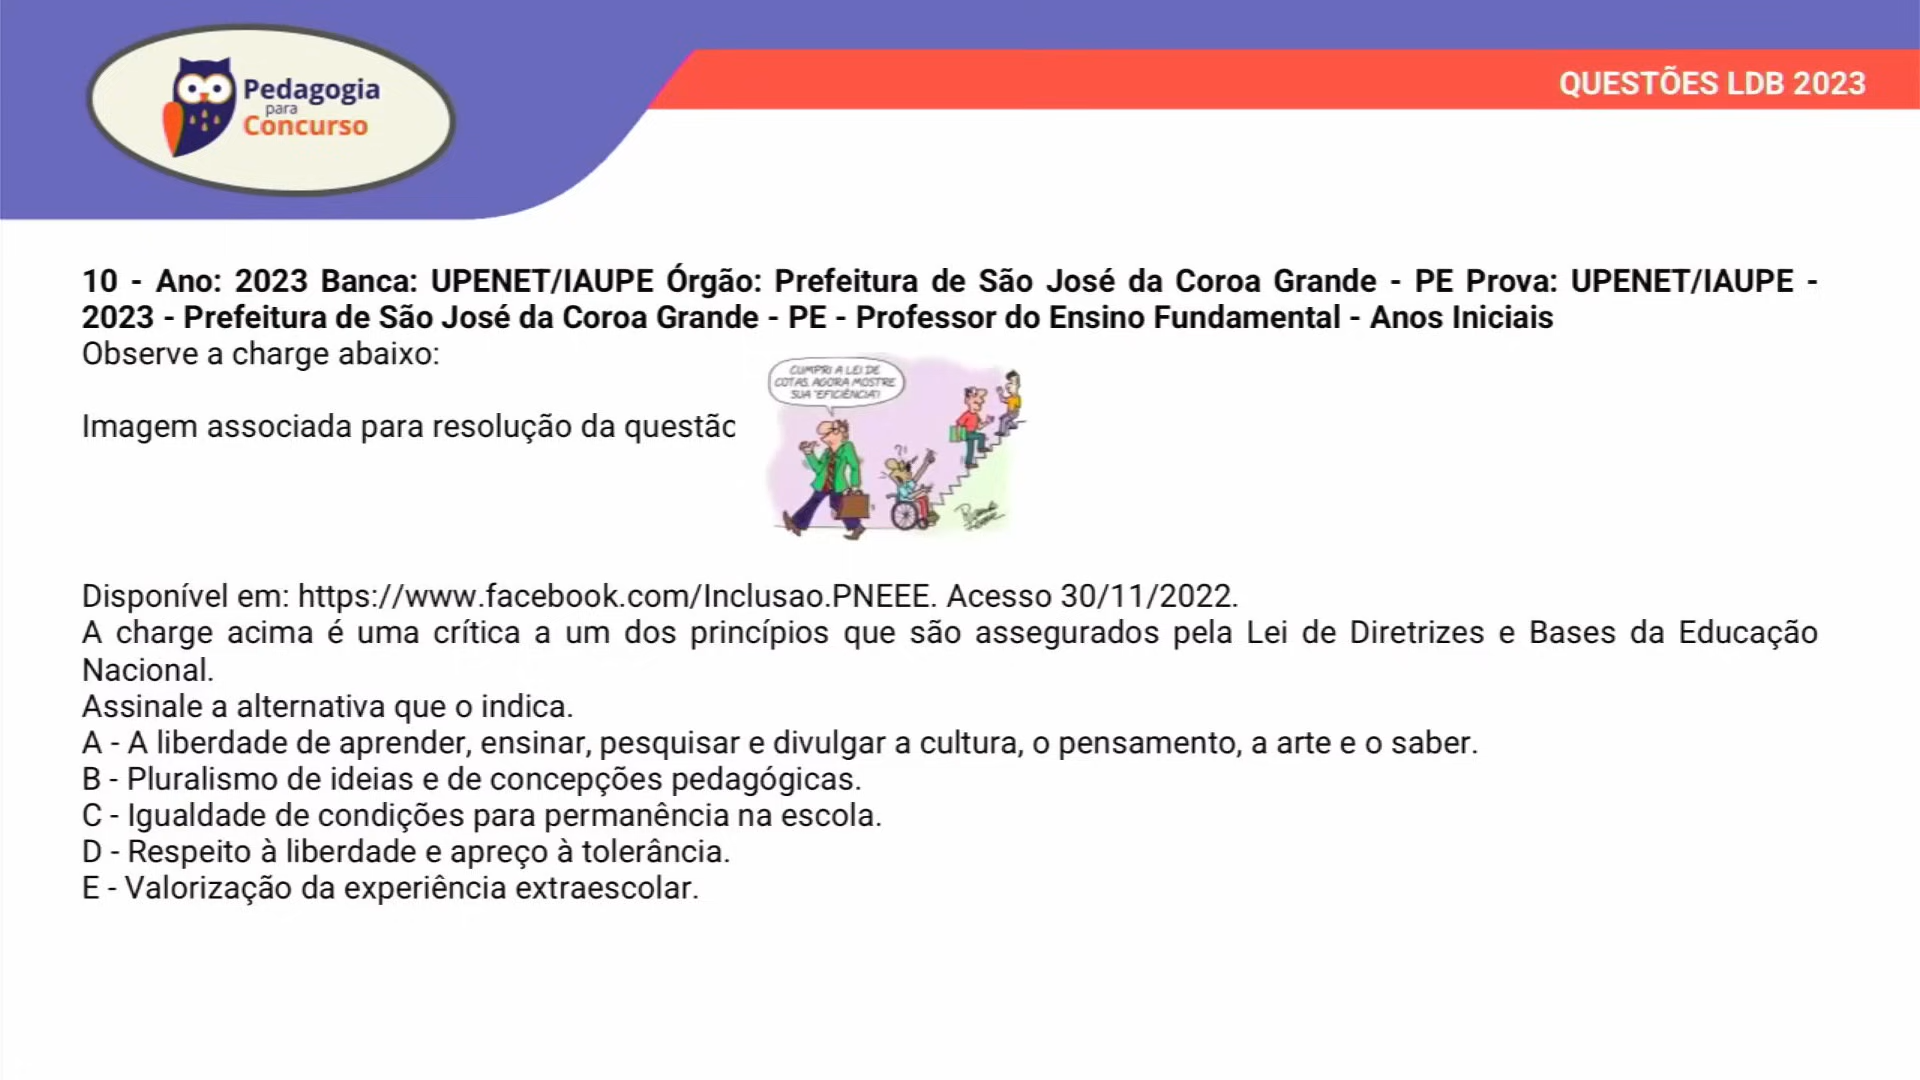 Pedagogia
para
Concurso
QUESTÕES LDB 2023
10 - Ano: 2023 Banca: UPENET/IAUPE Órgão: Prefeitura de São José da Coroa Grande - PE Prova: UPENET/IAUPE -
2023 - Prefeitura de São José da Coroa Grande - PE - Professor do Ensino Fundamental - Anos Iniciais
Observe a charge abaixo:
CUMPRI A LEI DE
COTAS. AGORA MOSTRE
SUA "EFICIÊNCIA"!
?!
Imagem associada para resolução da questão
Disponível em: https://www.facebook.com/Inclusao.PNEEE. Acesso 30/11/2022.
A charge acima é uma crítica a um dos princípios que são assegurados pela Lei de Diretrizes e Bases da Educação
Nacional.
Assinale a alternativa que o indica.
A - A liberdade de aprender, ensinar, pesquisar e divulgar a cultura, o pensamento, a arte e o saber.
B - Pluralismo de ideias e de concepções pedagógicas.
C - Igualdade de condições para permanência na escola.
D - Respeito à liberdade e apreço à tolerância.
E - Valorização da experiência extraescolar.